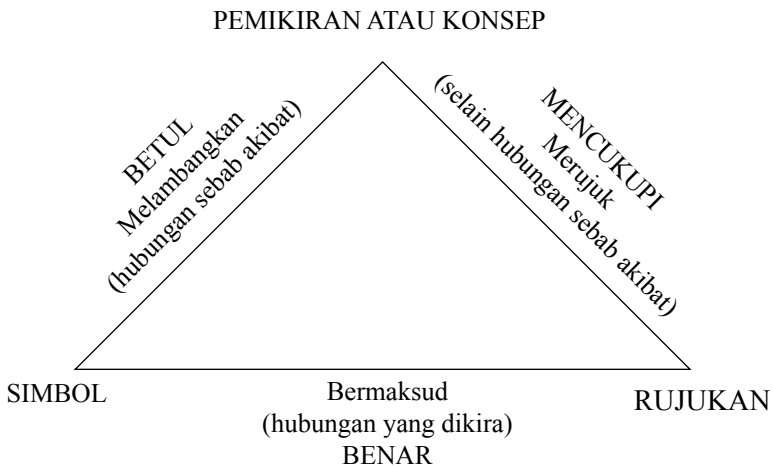 PEMIKIRAN ATAU KONSEP
BETUL
Melambangkan
(hubungan sebab akibat)
MENCUKUPI
Merujuk
(selain hubungan sebab akibat)
SIMBOL
Bermaksud
(hubungan yang dikira)
BENAR
RUJUKAN